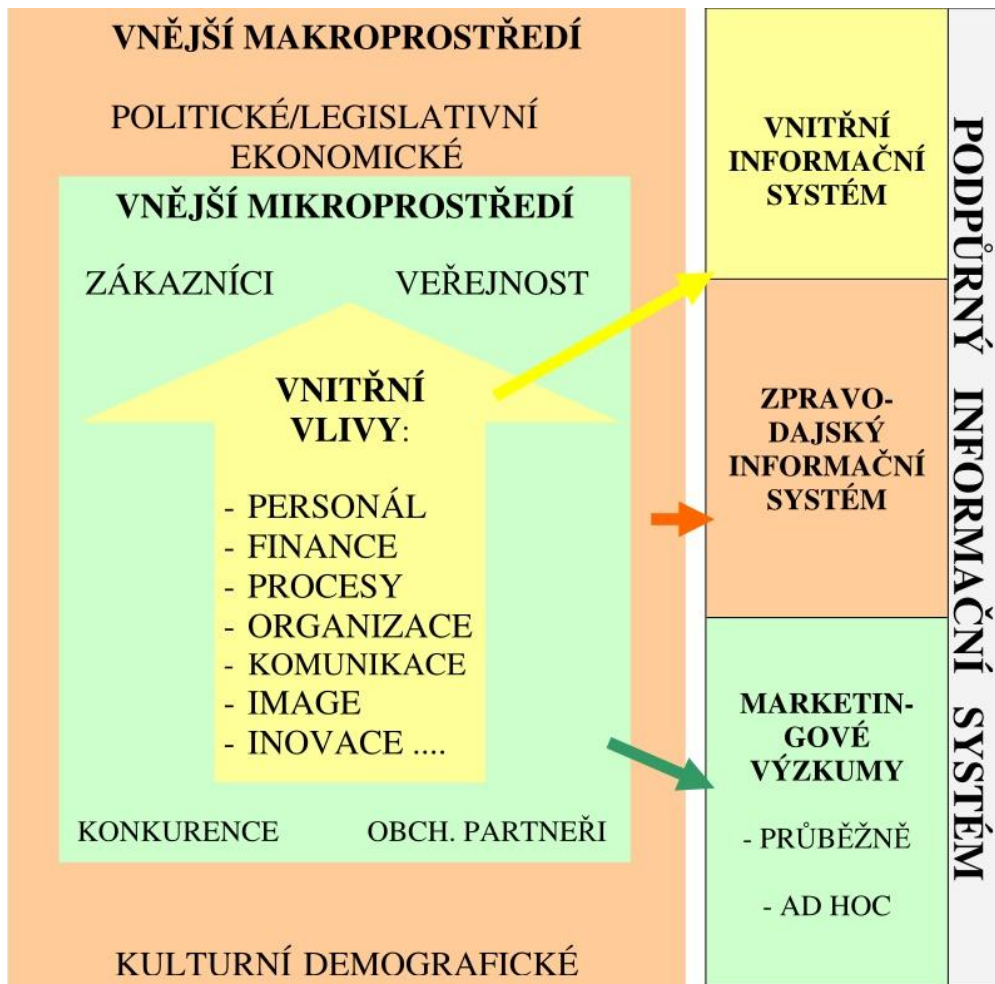 VNĚJŠÍ MAKROPROSTŘEDÍ
POLITICKÉ/LEGISLATIVNÍ
EKONOMICKÉ
VNĚJŠÍ MIKROPROSTŘEDÍ
ZÁKAZNÍCI VEŘEJNOST
VNITŘNÍ
VLIVY:
- PERSONÁL
- FINANCE
- PROCESY
- ORGANIZACE
- KOMUNIKACE
- IMAGE
- INOVACE ....
KONKURENCE OBCH. PARTNEŘI
KULTURNÍ DEMOGRAFICKÉ
VNITŘNÍ
INFORMAČNÍ
SYSTÉM
ZPRAVO-
DAJSKÝ
INFORMAČNÍ
SYSTÉM
MARKETIN-
GOVÉ
VÝZKUMY
- PRŮBĚŽNĚ
- AD HOC
PODPŮRNÝ INFORMAČNÍ SYSTÉM